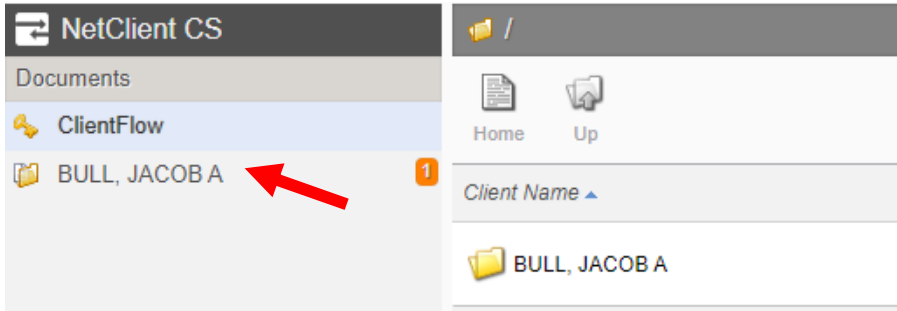 NetClient CS
Documents
ClientFlow
BULL, JACOB A 1
/
Home Up
Client Name
BULL, JACOB A